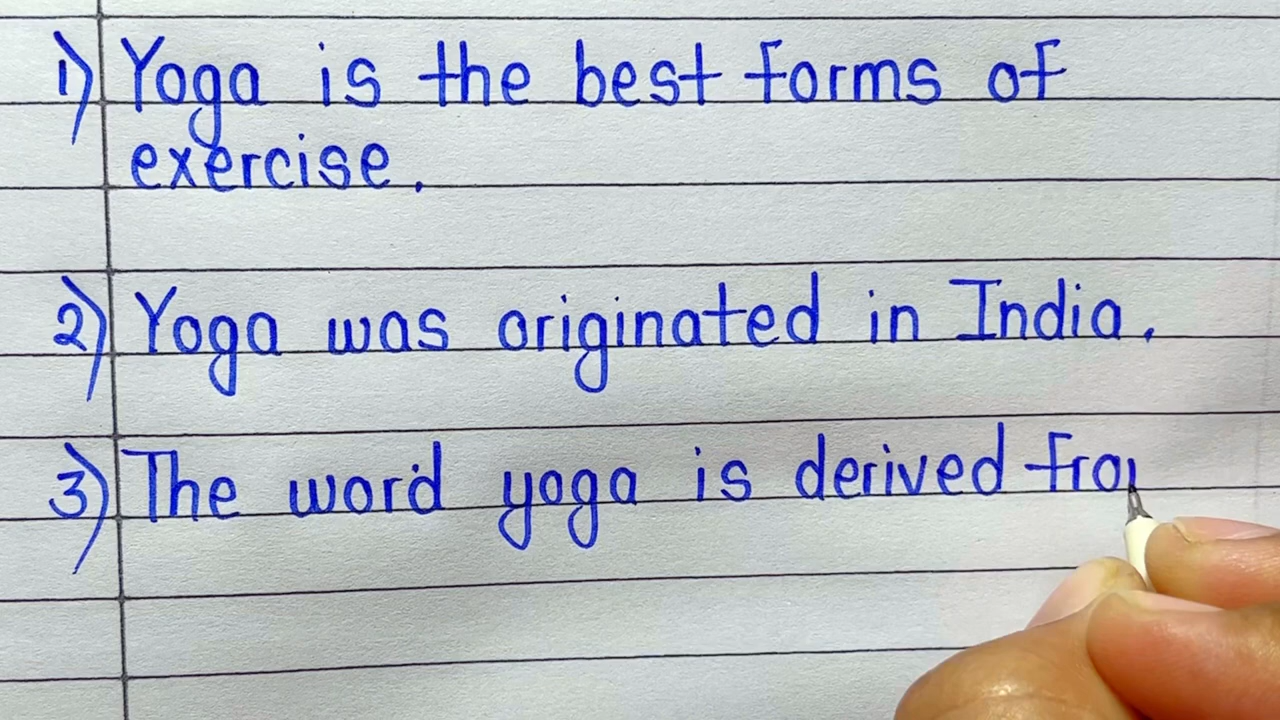 1) Yoga is the best forms of
exercise.
2) Yoga was originated in India.
3) The word yoga is derived